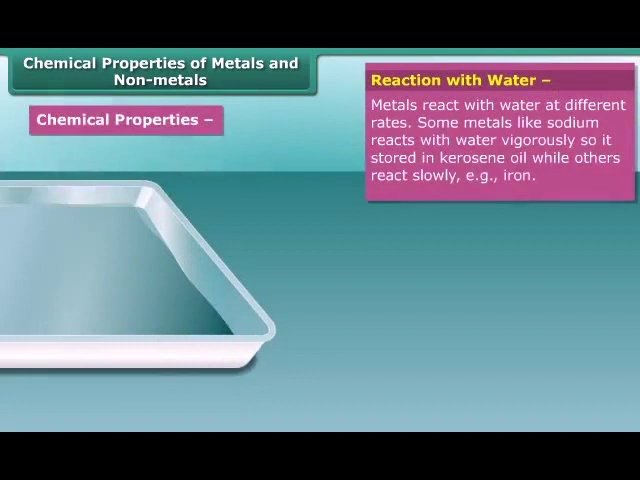 Chemical Properties of Metals and
Non-metals
Chemical Properties –
Reaction with Water –
Metals react with water at different
rates. Some metals like sodium
reacts with water vigorously so it
stored in kerosene oil while others
react slowly, e.g., iron.